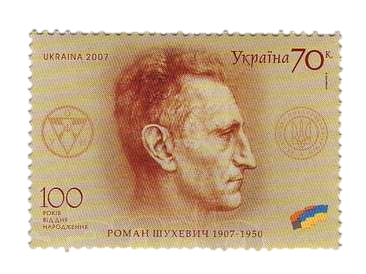 UKRAINA 2007
Україна 70 к.
100
РОКІВ
ВІД ДНЯ
НАРОДЖЕННЯ
РОМАН ШУХЕВИЧ 1907-1950